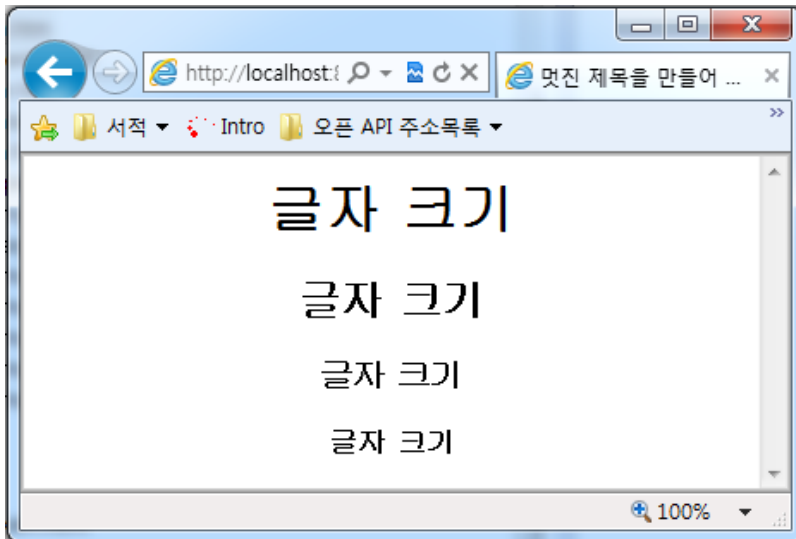 http://localhost:8
멋진 제목을 만들어 ...
서적
Intro
오픈 API 주소목록
글자 크기
글자 크기
글자 크기
글자 크기
100%